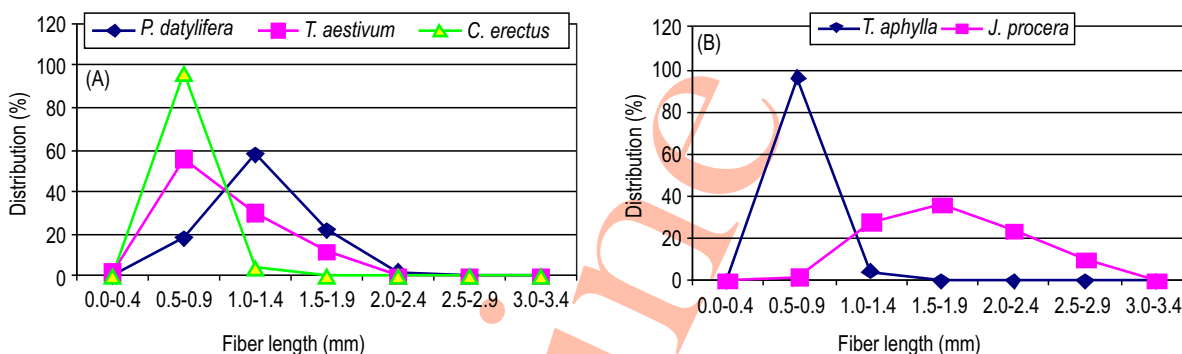 P. datylifera T. aestivum C. erectus
(A)
Distribution (%)
120
100
80
60
40
20
0
0.0-0.4 0.5-0.9 1.0-1.4 1.5-1.9 2.0-2.4 2.5-2.9 3.0-3.4
Fiber length (mm)
T. aphylla J. procera
(B)
Distribution (%)
120
100
80
60
40
20
0
0.0-0.4 0.5-0.9 1.0-1.4 1.5-1.9 2.0-2.4 2.5-2.9 3.0-3.4
Fiber length (mm)
ine